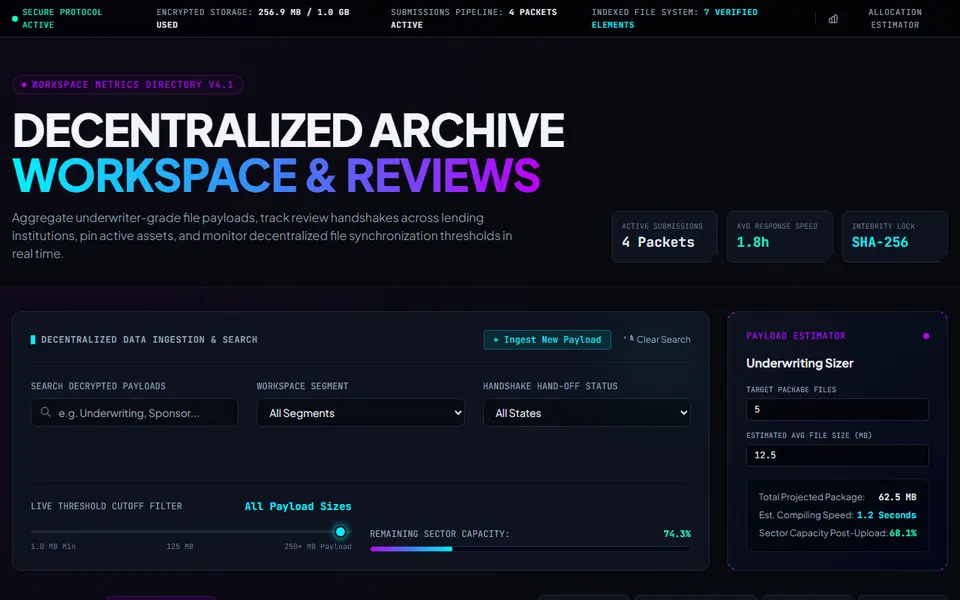 SECURE PROTOCOL
ACTIVE
ENCRYPTED STORAGE: 256.9 MB / 1.0 GB
USED
SUBMISSIONS PIPELINE: 4 PACKETS
ACTIVE
INDEXED FILE SYSTEM: 7 VERIFIED
ELEMENTS
ALLOCATION
ESTIMATOR
WORKSPACE METRICS DIRECTORY V4.1
DECENTRALIZED ARCHIVE
WORKSPACE & REVIEWS
Aggregate underwriter-grade file payloads, track review handshakes across lending
institutions, pin active assets, and monitor decentralized file synchronization thresholds in
real time.
ACTIVE SUBMISSIONS
4 Packets
AVG RESPONSE SPEED
1.8h
INTEGRITY LOCK
SHA-256
DECENTRALIZED DATA INGESTION & SEARCH
+ Ingest New Payload
Clear Search
SEARCH DECRYPTED PAYLOADS
e.g. Underwriting, Sponsor...
WORKSPACE SEGMENT
All Segments
HANDSHAKE HAND-OFF STATUS
All States
LIVE THRESHOLD CUTOFF FILTER
All Payload Sizes
1.0 MB Min
125 MB
250+ MB Payload
REMAINING SECTOR CAPACITY:
74.3%
PAYLOAD ESTIMATOR
Underwriting Sizer
TARGET PACKAGE FILES
5
ESTIMATED AVG FILE SIZE (MB)
12.5
Total Projected Package: 62.5 MB
Est. Compiling Speed: 1.2 Seconds
Sector Capacity Post-Upload: 68.1%